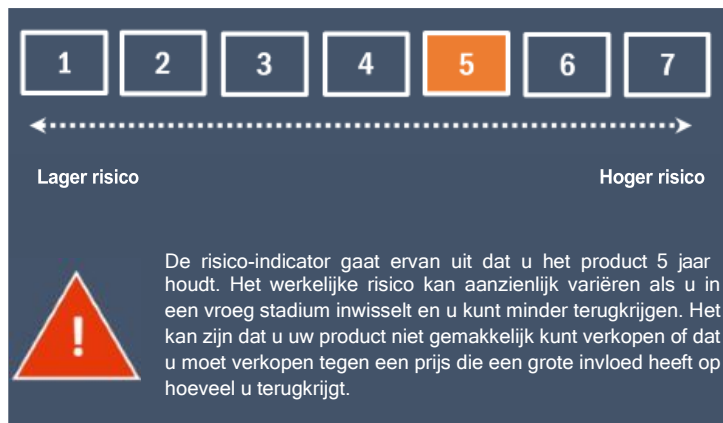 1 2 3 4 5 6 7
Lager risico Hoger risico
!
De risico-indicator gaat ervan uit dat u het product 5 jaar
houdt. Het werkelijke risico kan aanzienlijk variëren als u in
een vroeg stadium inwisselt en u kunt minder terugkrijgen. Het
kan zijn dat u uw product niet gemakkelijk kunt verkopen of dat
u moet verkopen tegen een prijs die een grote invloed heeft op
hoeveel u terugkrijgt.